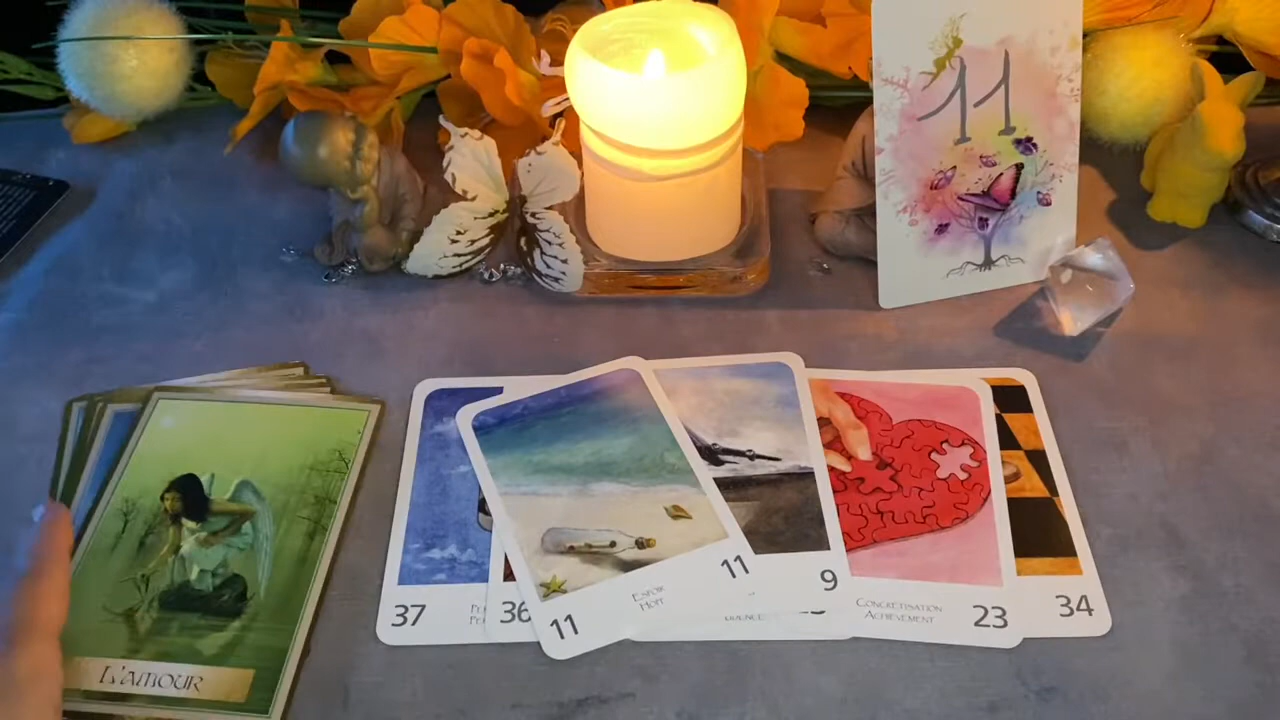 11
37
36
11
ESPOIR
HOPE
11
9
CONCRÉTISATION
ACHIEVEMENT
23
34
L'AMOUR